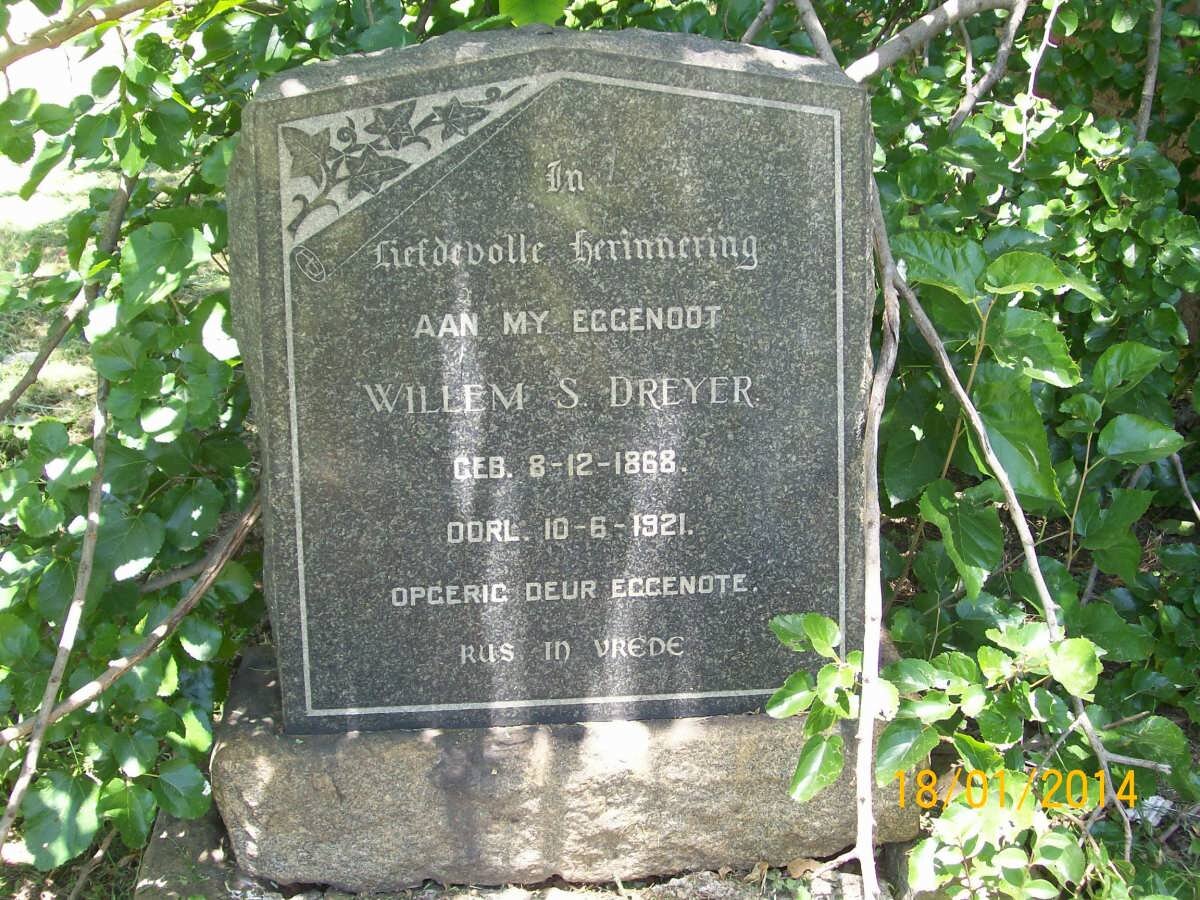 In
Liefdevolle Herinnering
AAN MY EGGENOOT
WILLEM S. DREYER.
GEB. 8-12-1868.
OORL. 10-6-1921.
OPGERIG DEUR EGGENOTE.
RUS IN VREDE
18/01/2014